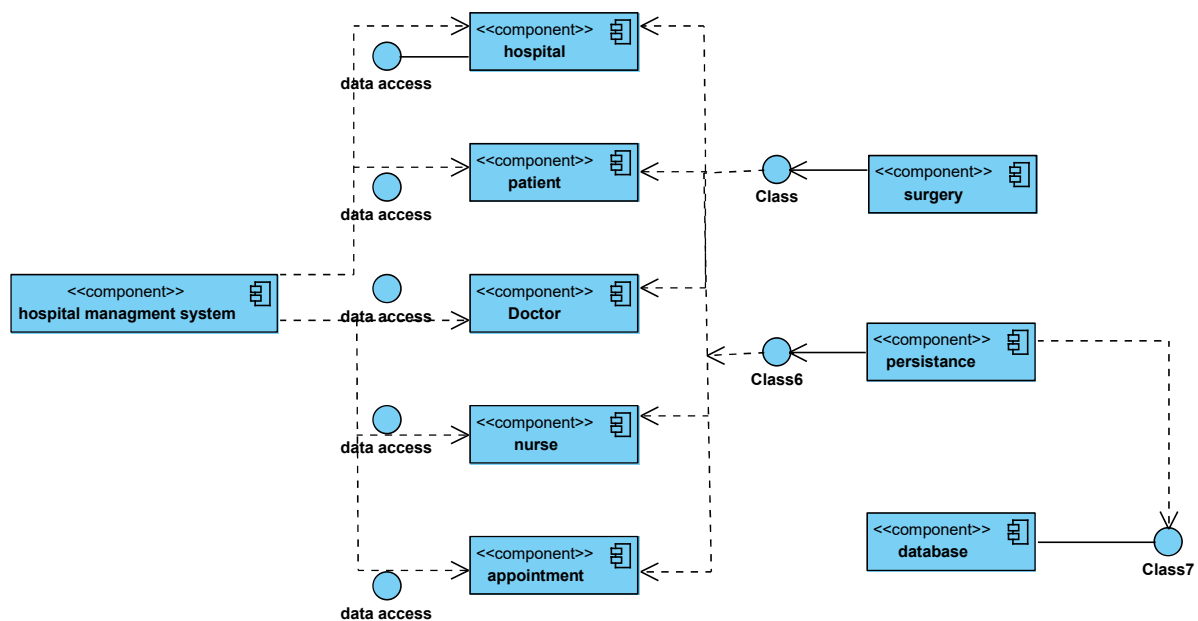 <<component>>
hospital
data access
<<component>>
patient
data access
Class
<<component>>
surgery
<<component>>
hospital managment system
data access
<<component>>
Doctor
Class6
<<component>>
persistance
data access
<<component>>
nurse
<<component>>
database
Class7
<<component>>
appointment
data access